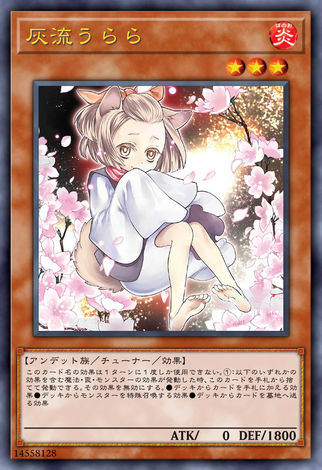 灰流うらら
ほのお
炎
【アンデット族／チューナー／効果】
このカード名の効果は１ターンに１度しか使用できない。①：以下のいずれかの
効果を含む魔法・罠・モンスターの効果が発動した時、このカードを手札から捨
てて発動できる。その効果を無効にする。●デッキからカードを手札に加える効
果●デッキからモンスターを特殊召喚する効果●デッキからカードを墓地へ送
る効果
ATK/ 0 DEF/1800
14558128